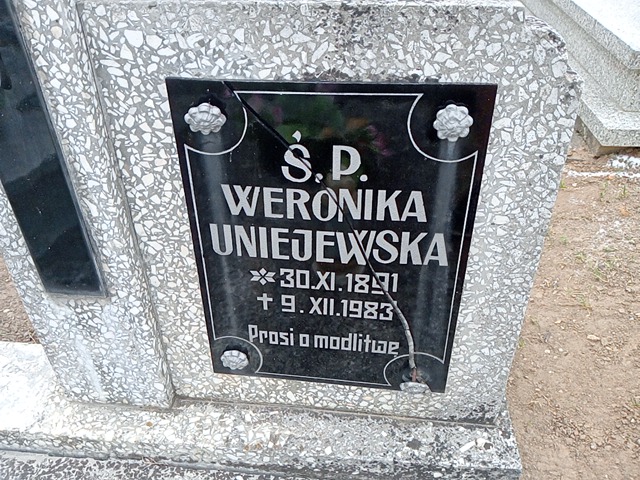 Ś. P.
WERONIKA
UNIEJEWSKA
✻ 30.XI.1891
✝ 9.XII.1983
Prosi o modlitwę